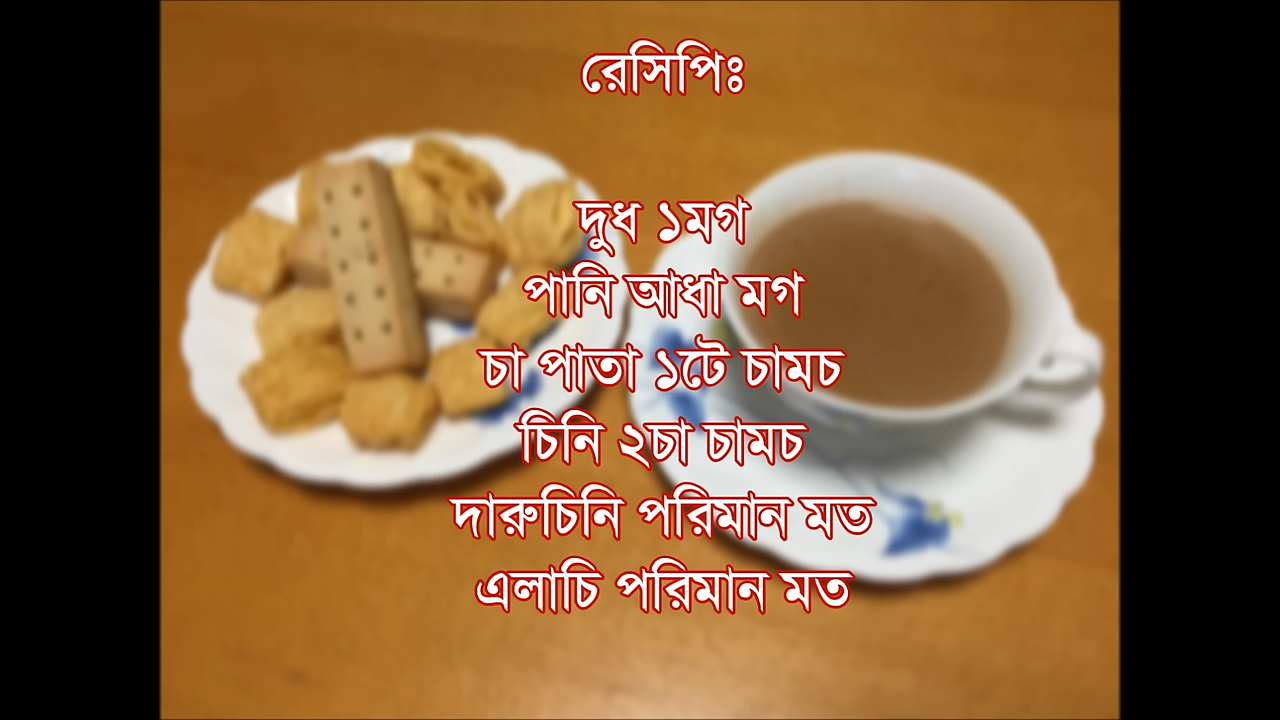 রেসিপিঃ
দুধ ১মগ
পানি আধা মগ
চা পাতা ১টে চামচ
চিনি ২চা চামচ
দারুচিনি পরিমান মত
এলাচি পরিমান মত